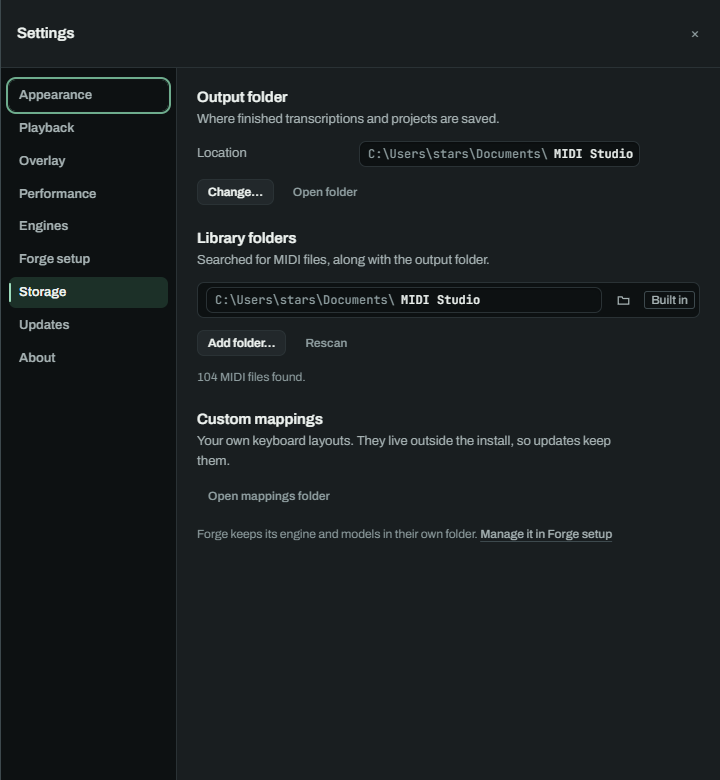 Settings
×
Appearance
Playback
Overlay
Performance
Engines
Forge setup
Storage
Updates
About
Output folder
Where finished transcriptions and projects are saved.
Location C:\Users\stars\Documents\ MIDI Studio
Change... Open folder
Library folders
Searched for MIDI files, along with the output folder.
C:\Users\stars\Documents\ MIDI Studio Built in
Add folder... Rescan
104 MIDI files found.
Custom mappings
Your own keyboard layouts. They live outside the install, so updates keep
them.
Open mappings folder
Forge keeps its engine and models in their own folder. Manage it in Forge setup